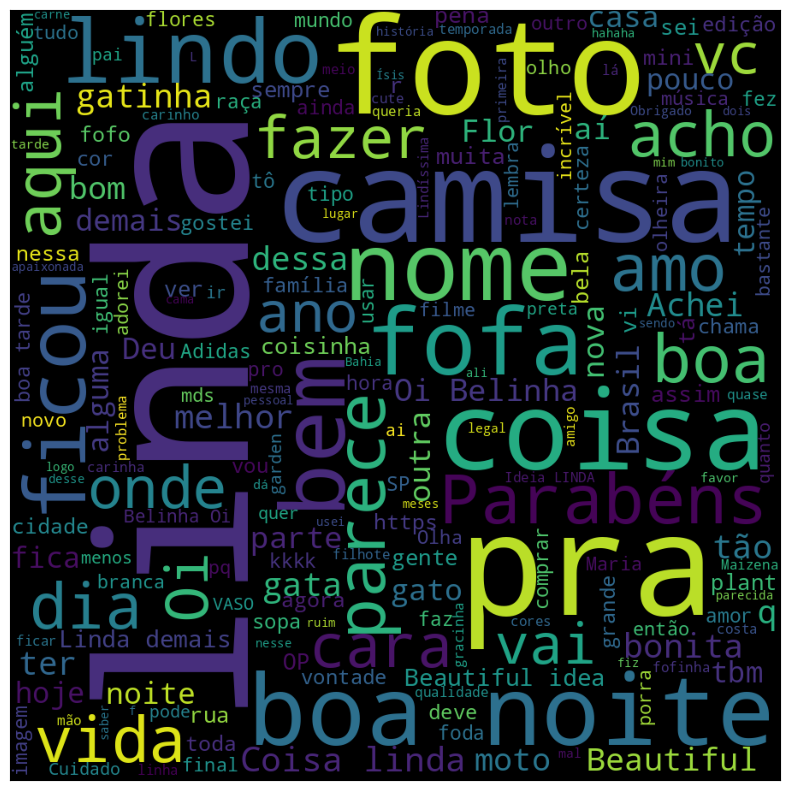 carne
tudo
flores
mundo
pena
outro
casa
sei
edição
alguém
pai
lindo
história
temporada
hahaha
foto
L
meio
Ísis
olho
lá
mini
vc
gatinha
sempre
r
cute
queria
primeira
pouco
aqui
carinho
raça
ainda
música
Obrigado
dois
fez
tarde
fofo
fazer
Flor
aí
incrível
acho
cor
muita
lembra
certeza
mim
bonito
bom
tô
tipo
Lindíssima
camisa
olheira
tempo
demais
gostei
lugar
nota
bastante
nessa
linda
dessa
nome
bela
amo
apaixonada
ver
ir
família
usar
preta
Achei
igual
adorei
cama
ano
filme
nova
vi
tá
chama
sendo
ficou
boa tarde
alguma
Deu
Adidas
coisinha
Bahia
fofa
ali
Brasil
boa
mds
pro
mesma
pessoal
hora
Oi Belinha
assim
quase
novo
problema
melhor
bem
parece
ai
outra
legal
amigo
coisa
quanto
logo
desse
carinha
onde
vou
dá
garden
SP
meses
Parabéns
Ideia LINDA
favor
cidade
Belinha Oi
quer
usei
https
Olha
fica
menos
pq
Oi
parte
kkkk
filhote
gente
pra
tão
Maizena
dia
branca
VASO
gata
agora
gato
comprar
Maria
plant
parecida
ficar
Linda demais
sopa
nesse
ruim
cara
faz
gracinha
vai
cores
grande
então
amor
q
costa
ter
OP
fiz
fofinha
bonita
hoje
noite
vontade
Beautiful idea
qualidade
porra
tbm
imagem
mão
vida
f
pode
rua
boa noite
deve
foda
saber
toda
Cuidado
linha
final
Coisa linda
moto
mal
Beautiful